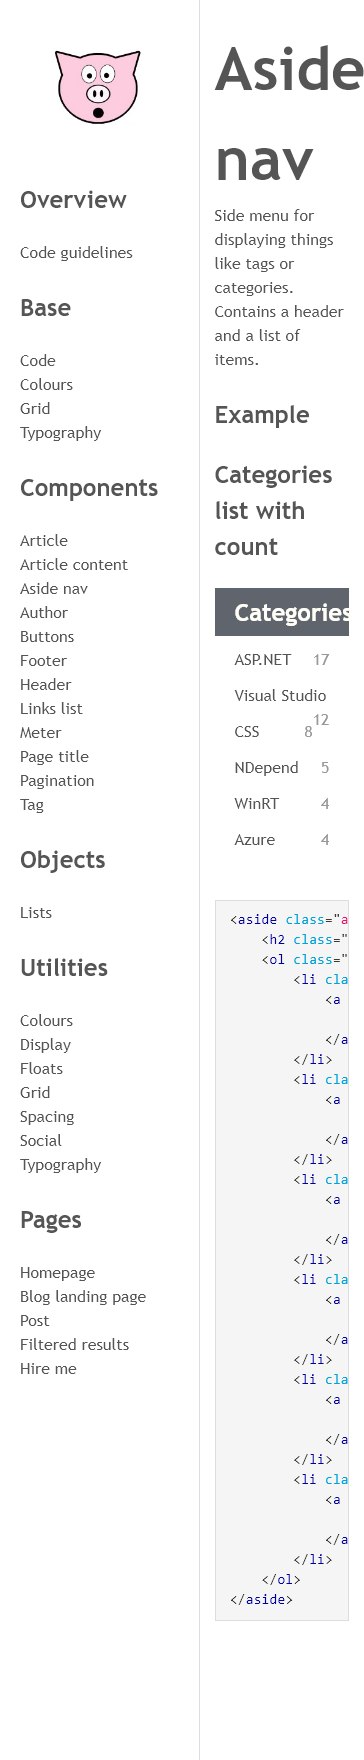 Overview
Code guidelines
Base
Code
Colours
Grid
Typography
Components
Article
Article content
Aside nav
Author
Buttons
Footer
Header
Links list
Meter
Page title
Pagination
Tag
Objects
Lists
Utilities
Colours
Display
Floats
Grid
Spacing
Social
Typography
Pages
Homepage
Blog landing page
Post
Filtered results
Hire me
Aside
nav
Side menu for
displaying things
like tags or
categories.
Contains a header
and a list of
items.
Example
Categories
list with
count
Categories
ASP.NET 17
Visual Studio
12
CSS 8
NDepend 5
WinRT 4
Azure 4
<aside class="a
<h2 class="
<ol class="
<li cla
<a
</a
</li>
<li cla
<a
</a
</li>
<li cla
<a
</a
</li>
<li cla
<a
</a
</li>
<li cla
<a
</a
</li>
<li cla
<a
</a
</li>
</ol>
</aside>